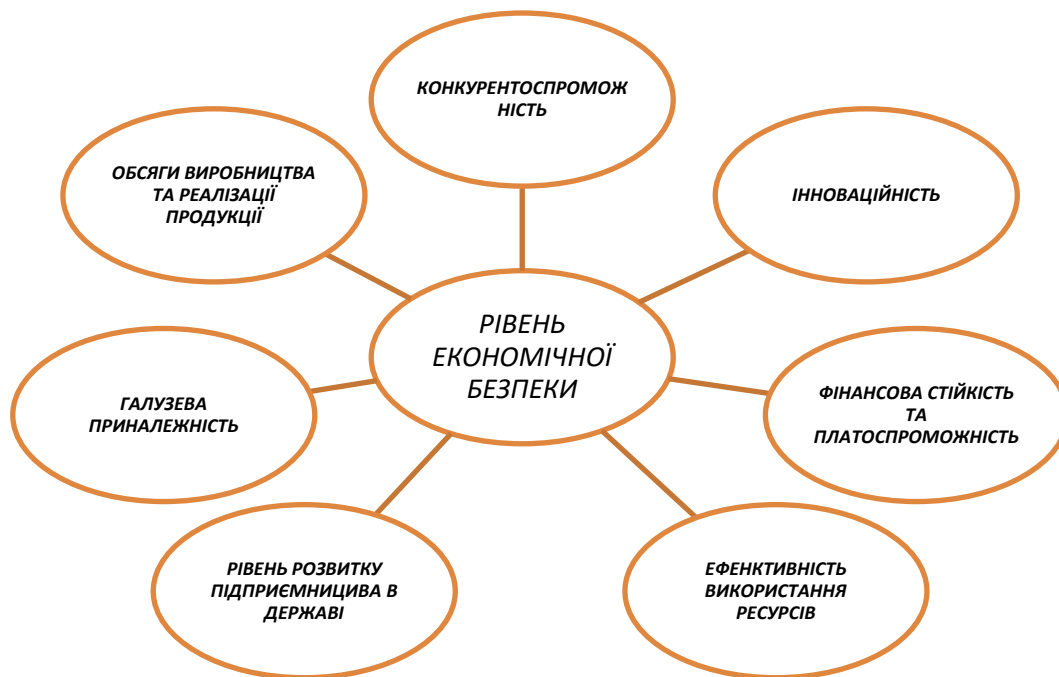 КОНКУРЕНТОСПРОМОЖ
НІСТЬ
ІННОВАЦІЙНІСТЬ
ФІНАНСОВА СТІЙКІСТЬ
ТА
ПЛАТОСПРОМОЖНІСТЬ
ЕФЕНКТИВНІСТЬ
ВИКОРИСТАННЯ
РЕСУРСІВ
РІВЕНЬ РОЗВИТКУ
ПІДПРИЄМНИЦИВА В
ДЕРЖАВІ
ГАЛУЗЕВА
ПРИНАЛЕЖНІСТЬ
ОБСЯГИ ВИРОБНИЦТВА
ТА РЕАЛІЗАЦІЇ
ПРОДУКЦІЇ
РІВЕНЬ
ЕКОНОМІЧНОЇ
БЕЗПЕКИ